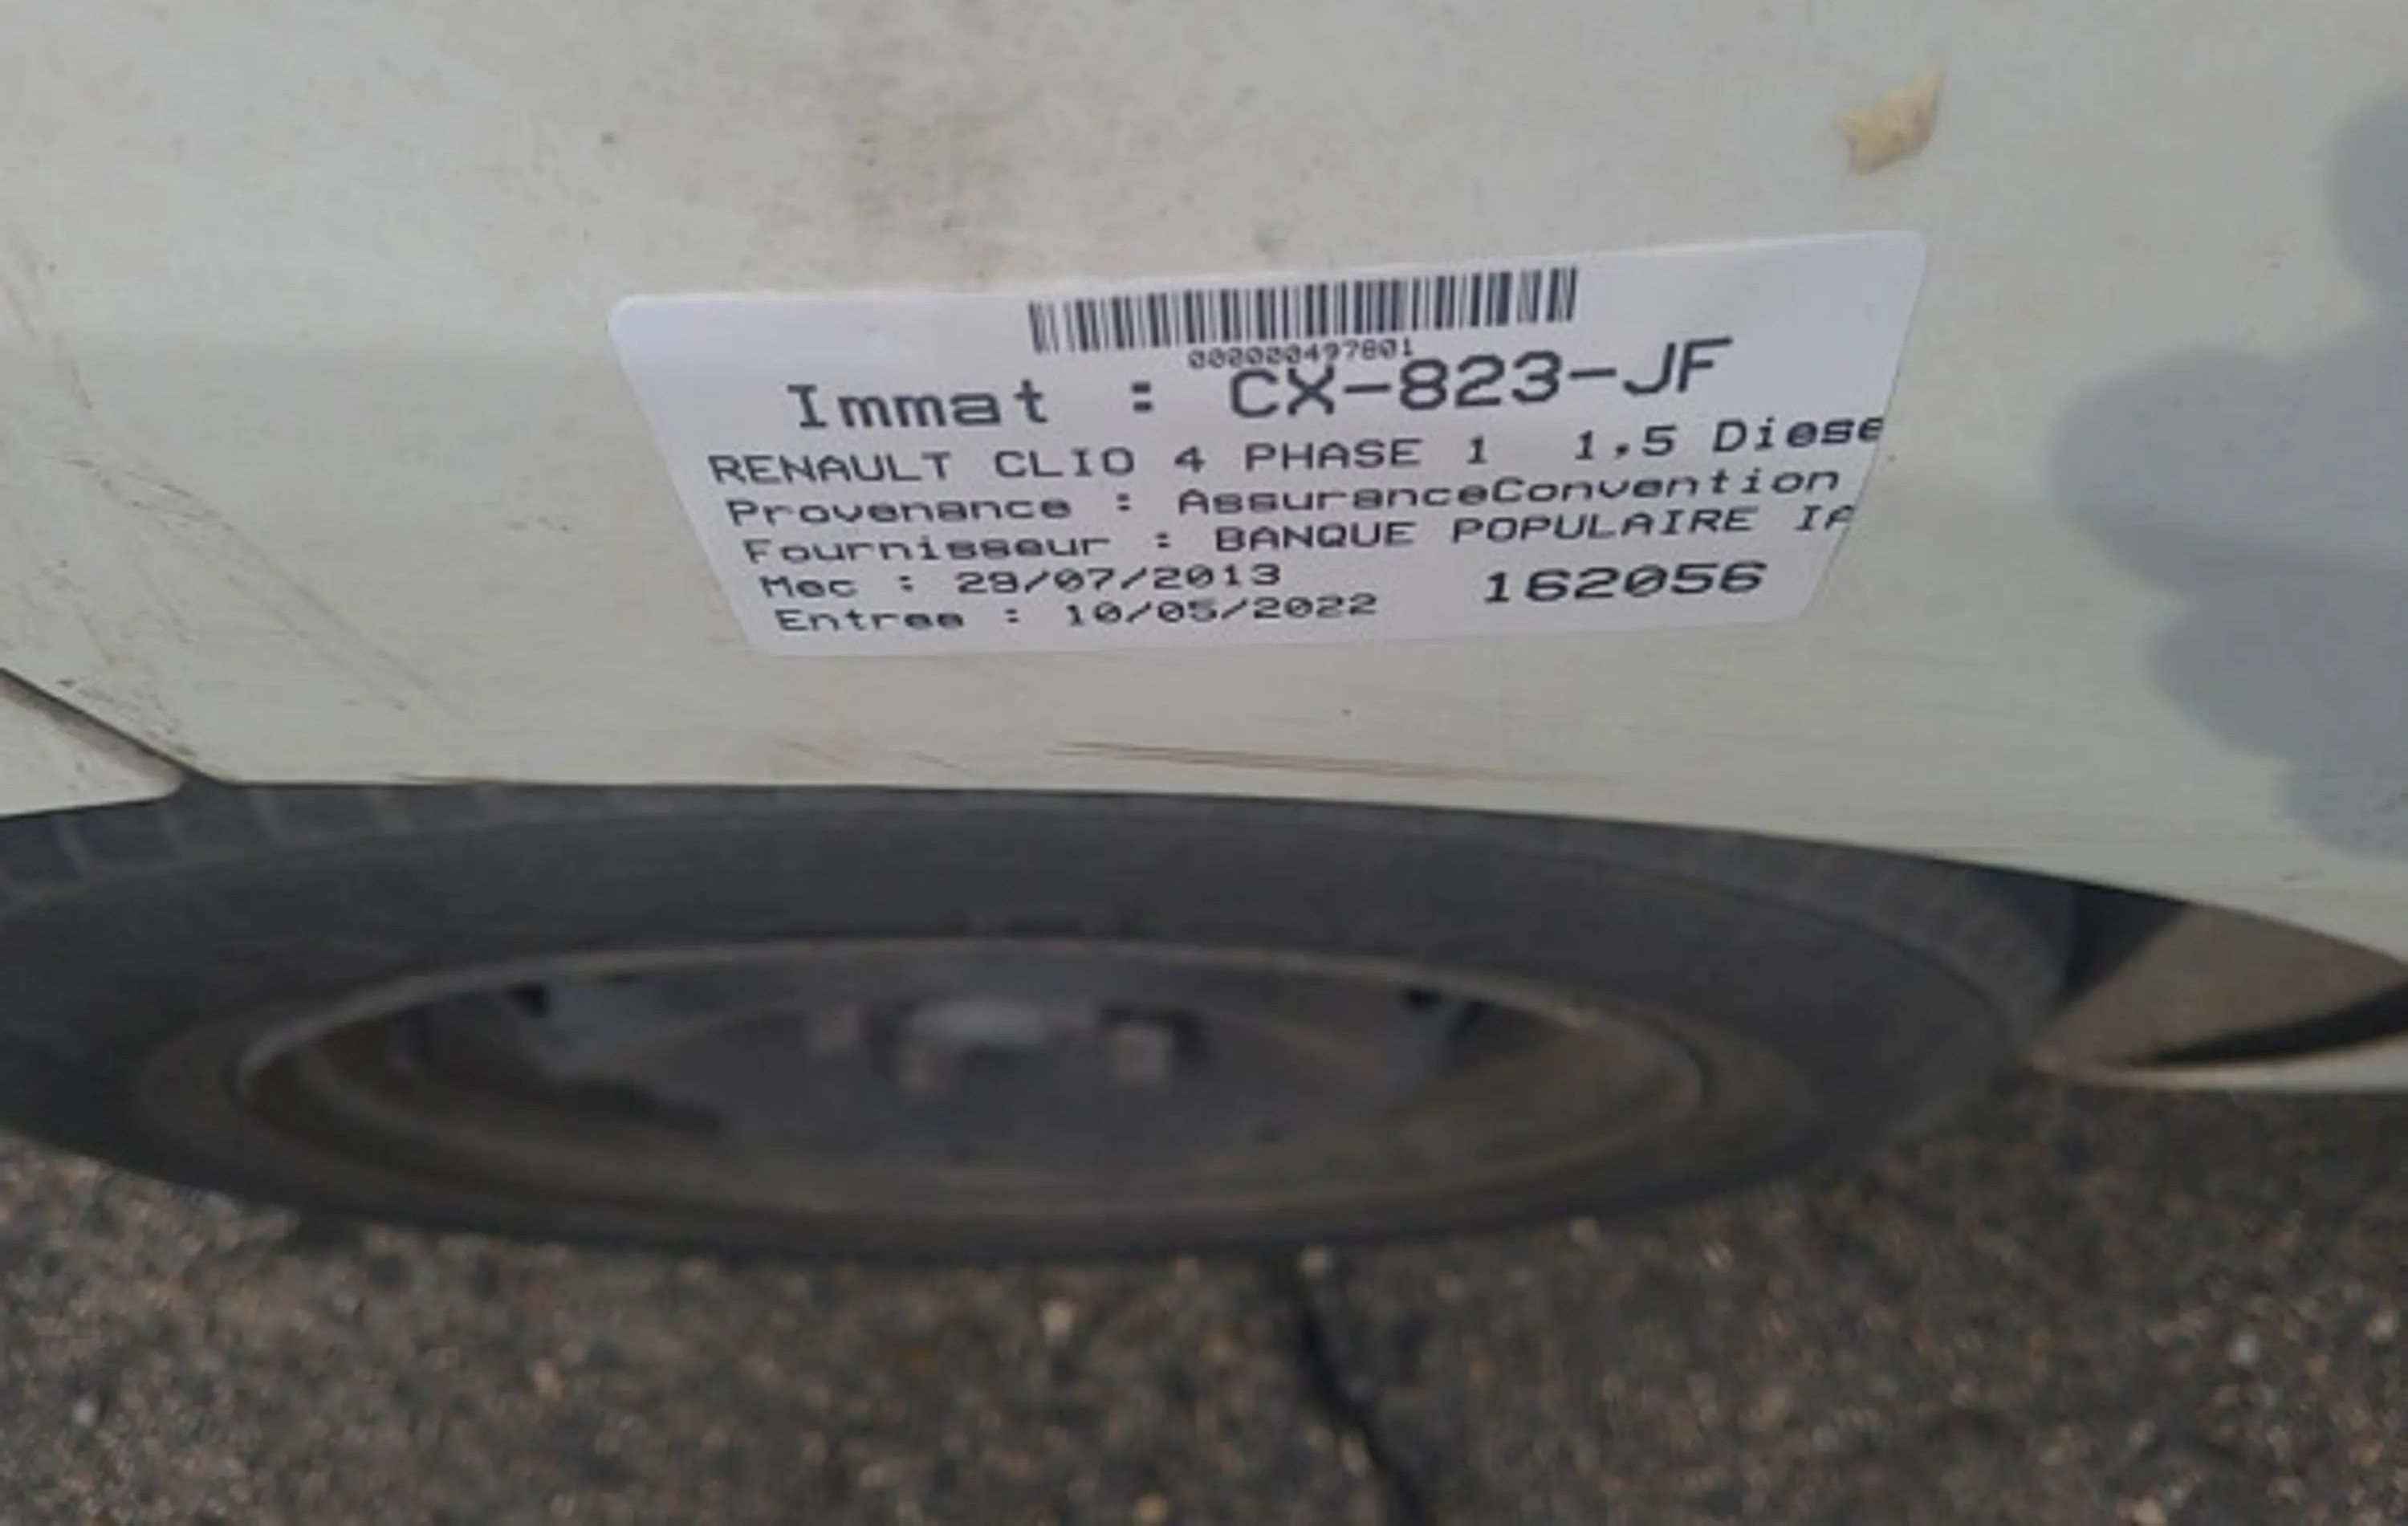 000000497801
Immat : CX-823-JF
RENAULT CLIO 4 PHASE 1 1,5 Diese
Provenance : AssuranceConvention
Fournisseur : BANQUE POPULAIRE IA
Mec : 29/07/2013
Entree : 10/05/2022 162056